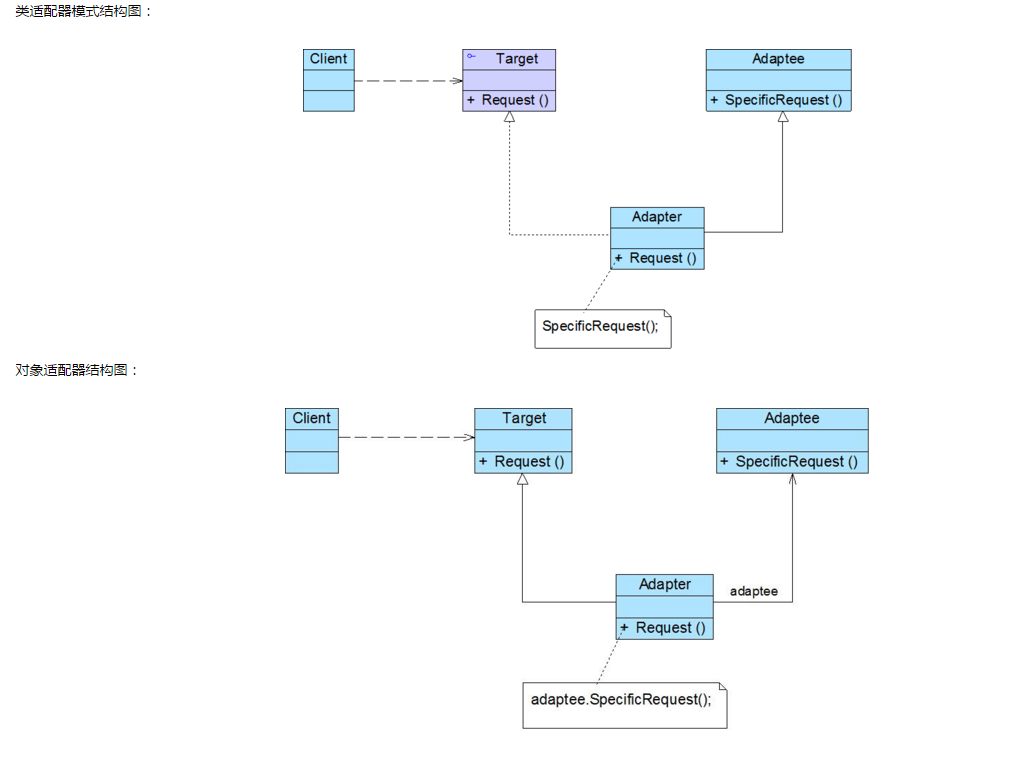 类适配器模式结构图：
Client
Target
Adaptee
+ Request ()
+ SpecificRequest ()
Adapter
+ Request ()
SpecificRequest();
对象适配器结构图：
Client
Target
Adaptee
+ Request ()
+ SpecificRequest ()
Adapter
adaptee
+ Request ()
adaptee.SpecificRequest();